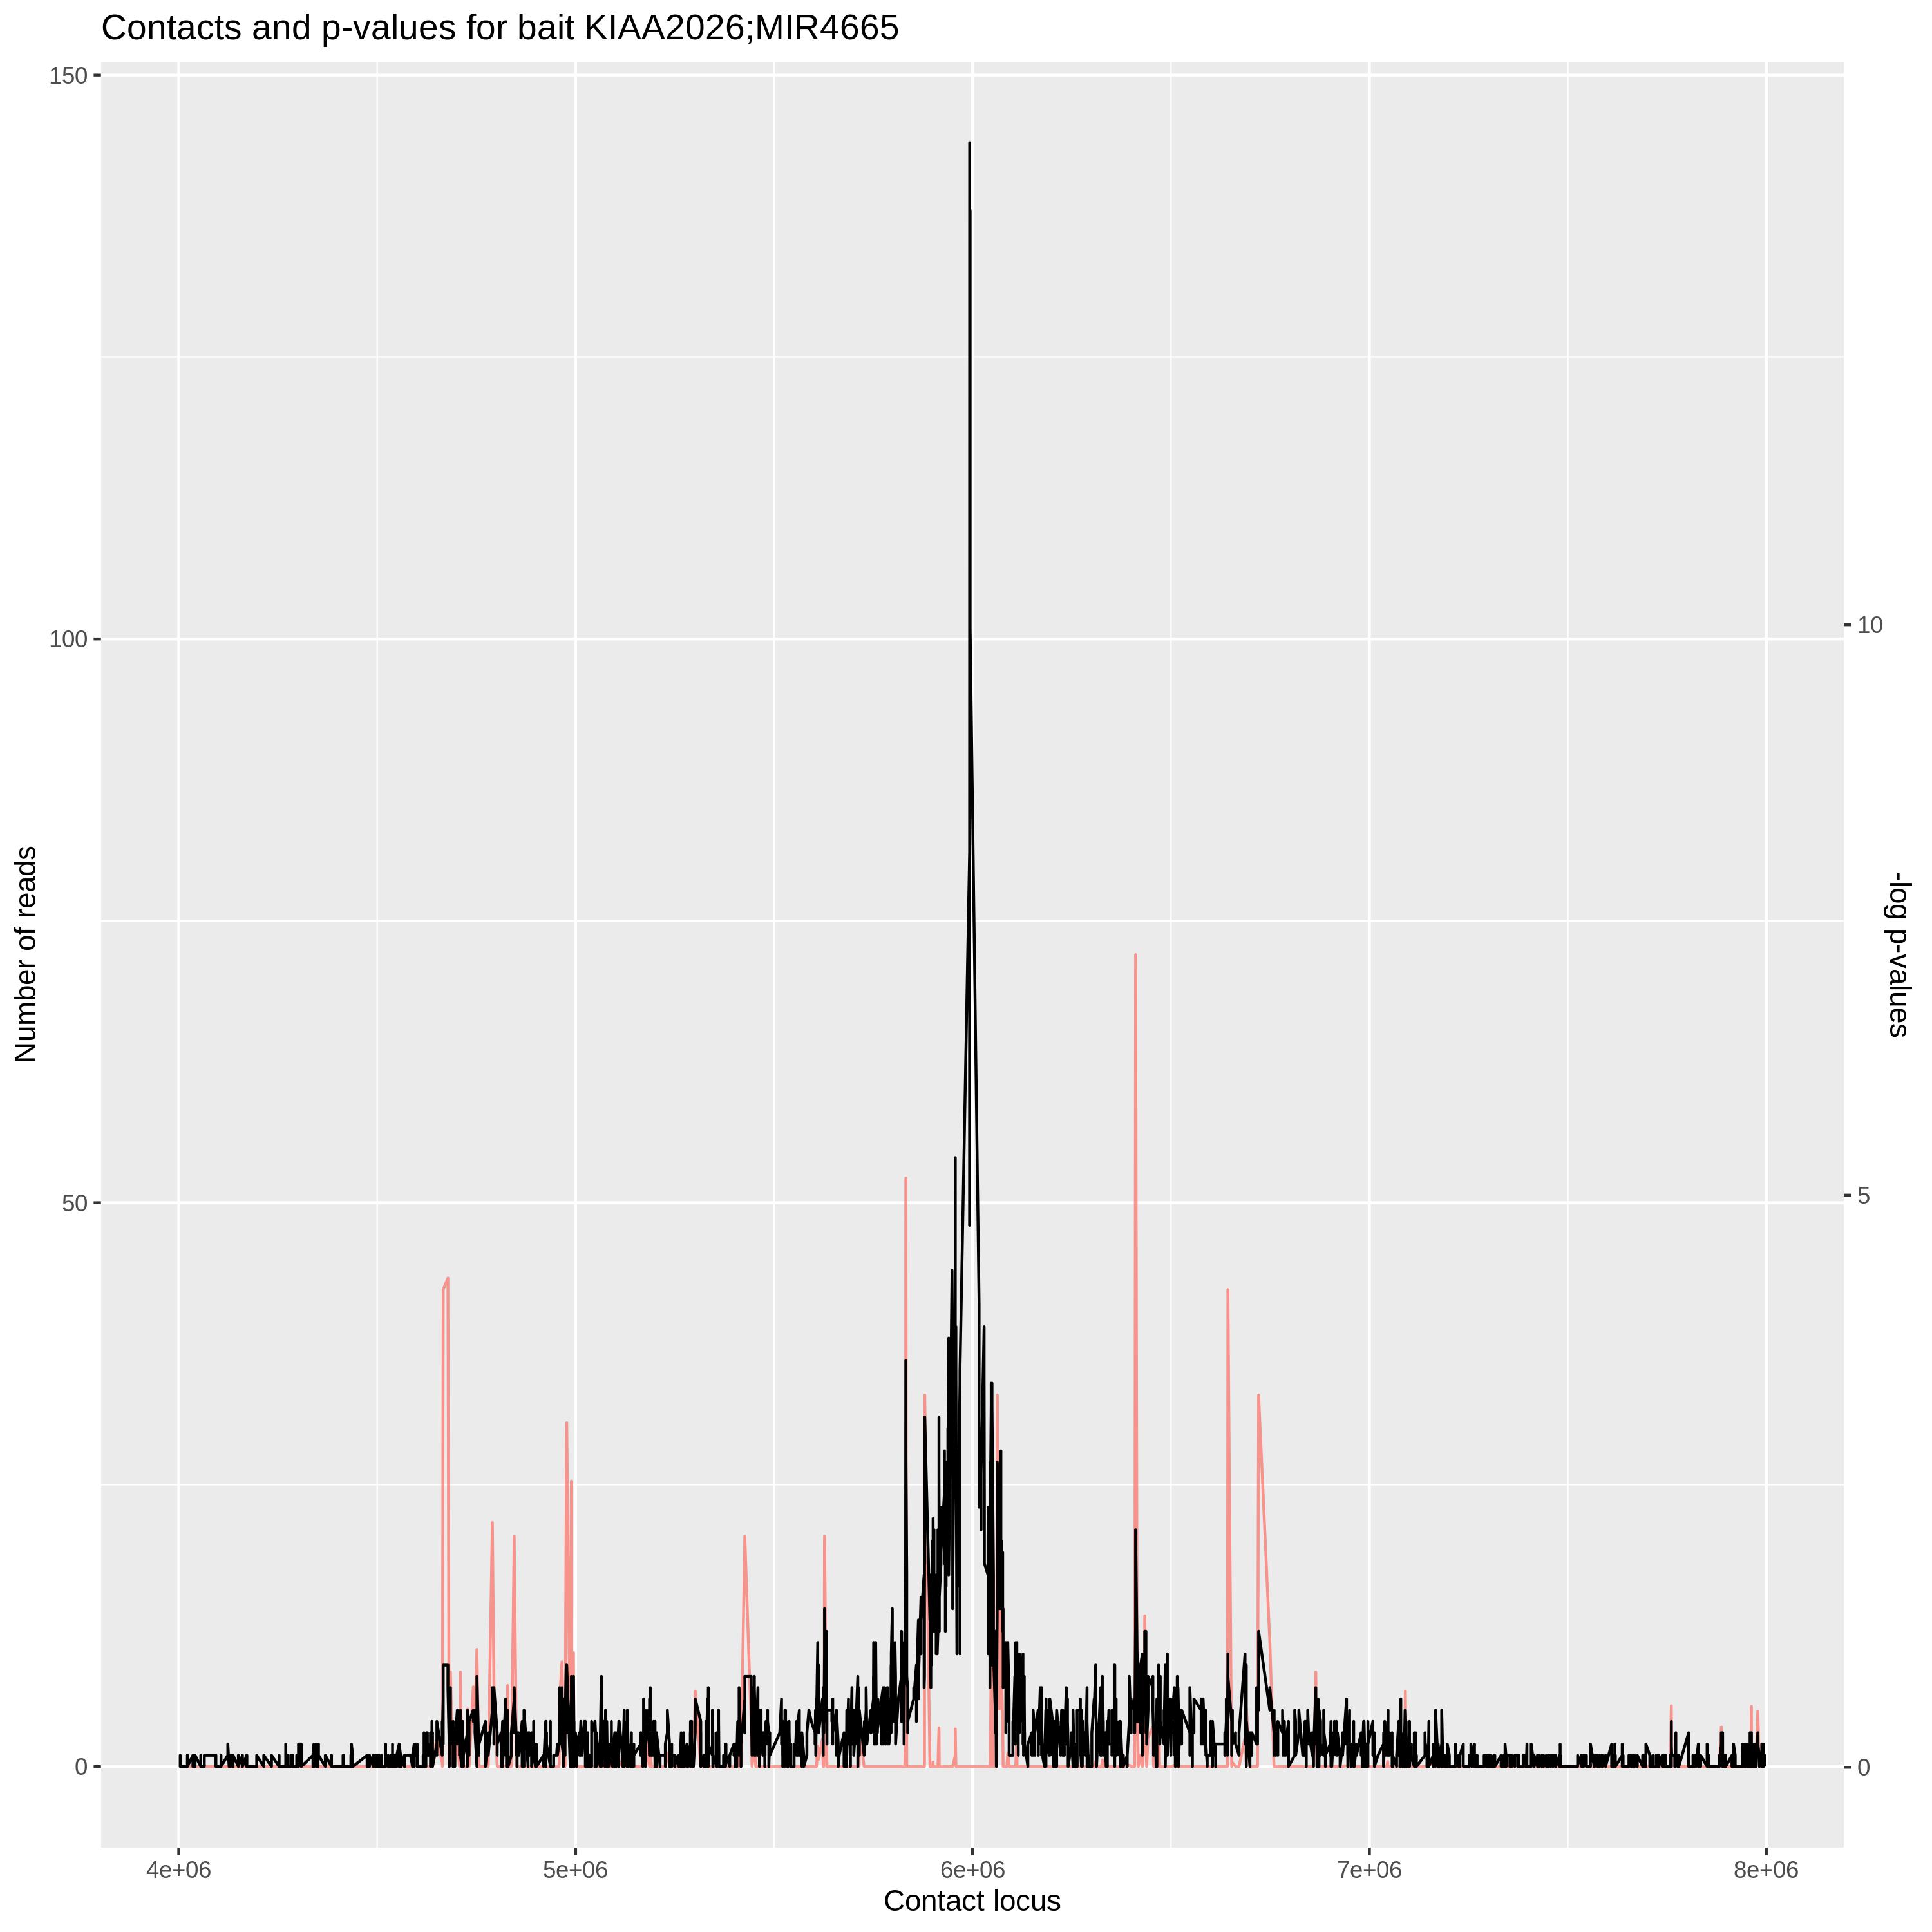 Contacts and p-values for bait KIAA2026;MIR4665
150
100
50
0
Number of reads
10
5
0
-log p-values
4e+06 5e+06 6e+06 7e+06 8e+06
Contact locus